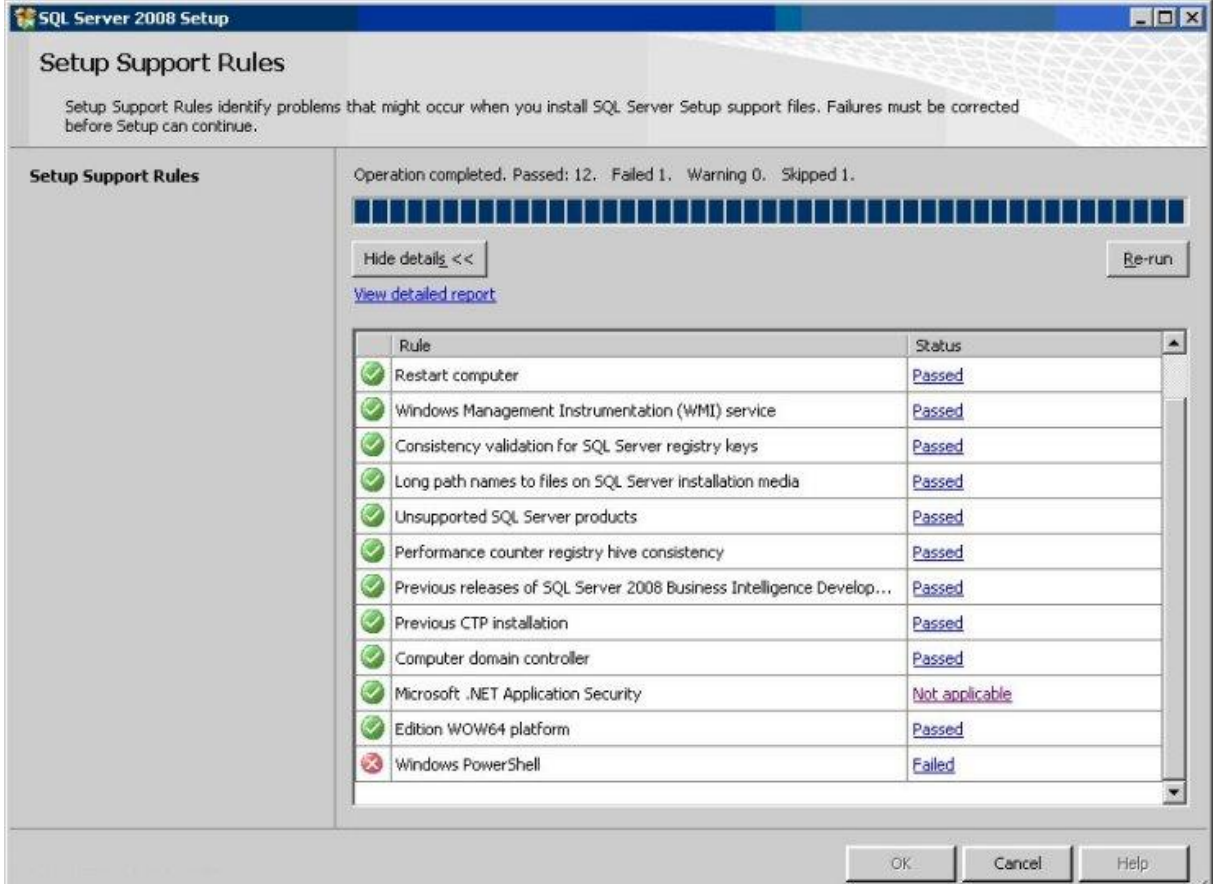 SQL Server 2008 Setup
Setup Support Rules
Setup Support Rules identify problems that might occur when you install SQL Server Setup support files. Failures must be corrected
before Setup can continue.
Setup Support Rules
Operation completed. Passed: 12.   Failed 1.   Warning 0.   Skipped 1.
Hide details <<
Re-run
View detailed report
Rule Status
Restart computer Passed
Windows Management Instrumentation (WMI) service Passed
Consistency validation for SQL Server registry keys Passed
Long path names to files on SQL Server installation media Passed
Unsupported SQL Server products Passed
Performance counter registry hive consistency Passed
Previous releases of SQL Server 2008 Business Intelligence Develop... Passed
Previous CTP installation Passed
Computer domain controller Passed
Microsoft .NET Application Security Not applicable
Edition WOW64 platform Passed
Windows PowerShell Failed
OK Cancel Help